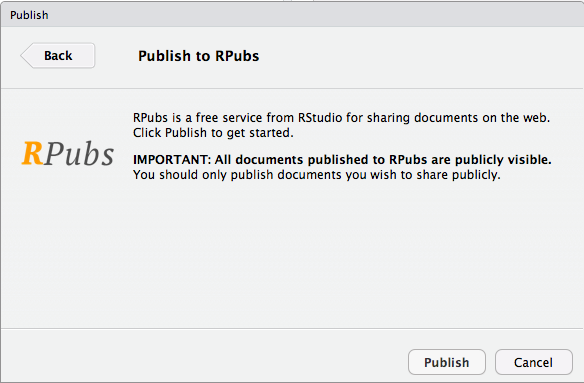 Publish
Back
Publish to RPubs
RPubs is a free service from RStudio for sharing documents on the web.
Click Publish to get started.
RPubs
IMPORTANT: All documents published to RPubs are publicly visible.
You should only publish documents you wish to share publicly.
Publish
Cancel